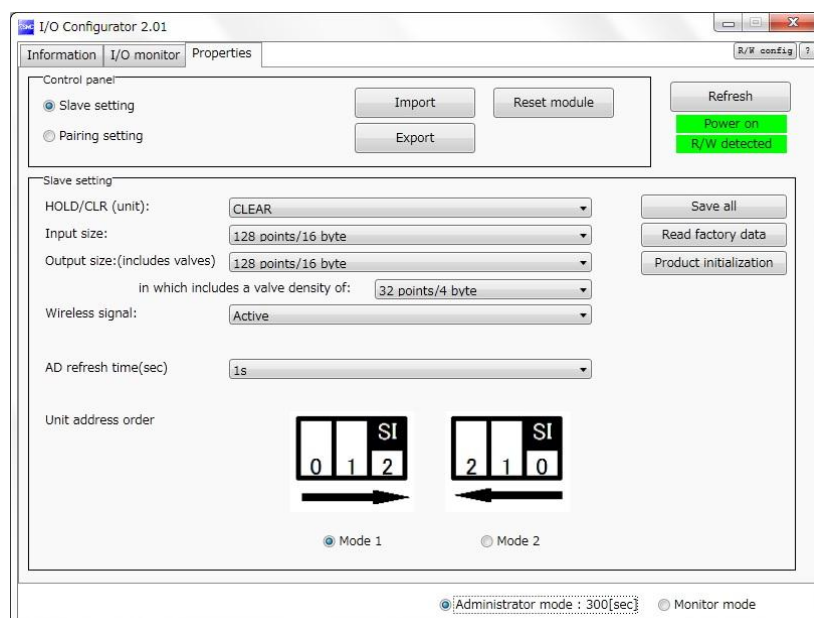 SMC I/O Configurator 2.01
Information I/O monitor Properties R/W config ?
Control panel
Slave setting Import Reset module Refresh
Pairing setting Export Power on
R/W detected
Slave setting
HOLD/CLR (unit): CLEAR Save all
Input size: 128 points/16 byte Read factory data
Output size:(includes valves) 128 points/16 byte Product initialization
in which includes a valve density of: 32 points/4 byte
Wireless signal: Active
AD refresh time(sec) 1s
Unit address order
SI SI
0 1 2 2 1 0
Mode 1 Mode 2
Administrator mode : 300[sec] Monitor mode